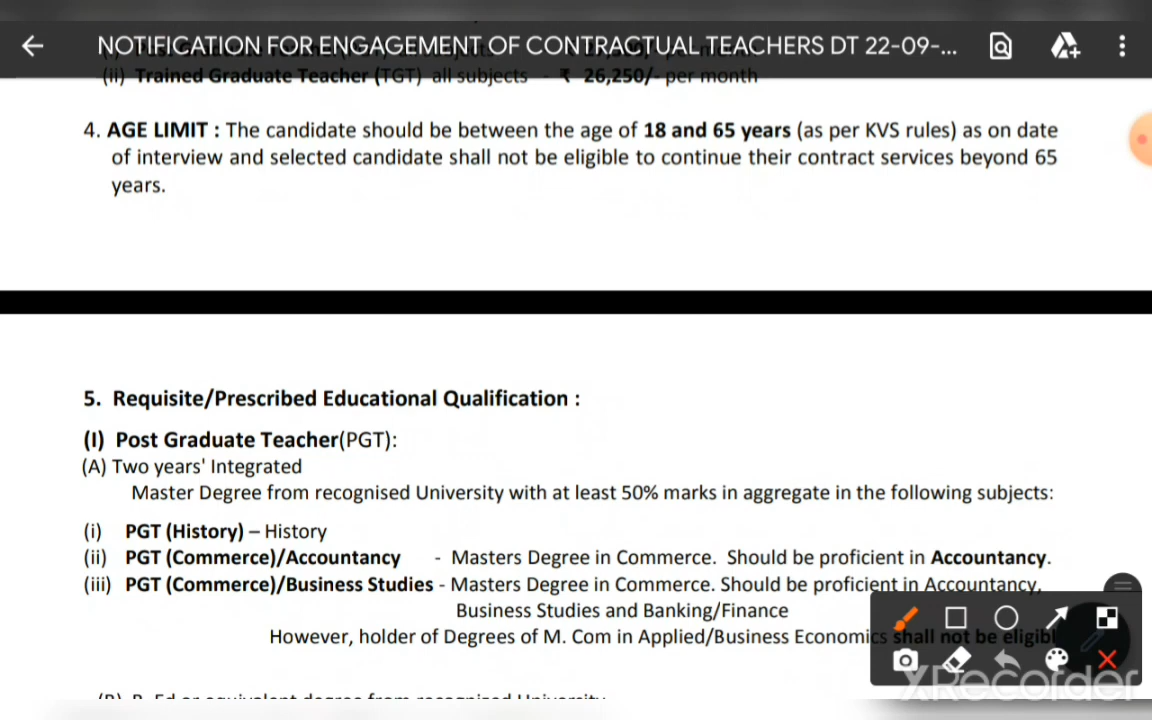 NOTIFICATION FOR ENGAGEMENT OF CONTRACTUAL TEACHERS DT 22-09-...
(ii) Trained Graduate Teacher (TGT) all subjects - ₹ 26,250/- per month
4. AGE LIMIT : The candidate should be between the age of 18 and 65 years (as per KVS rules) as on date
of interview and selected candidate shall not be eligible to continue their contract services beyond 65
years.
5. Requisite/Prescribed Educational Qualification :
(I) Post Graduate Teacher(PGT):
(A) Two years' Integrated
Master Degree from recognised University with at least 50% marks in aggregate in the following subjects:
(i) PGT (History) – History
(ii) PGT (Commerce)/Accountancy - Masters Degree in Commerce. Should be proficient in Accountancy.
(iii) PGT (Commerce)/Business Studies - Masters Degree in Commerce. Should be proficient in Accountancy,
Business Studies and Banking/Finance
However, holder of Degrees of M. Com in Applied/Business Economics shall not be eligibl
XRecorder